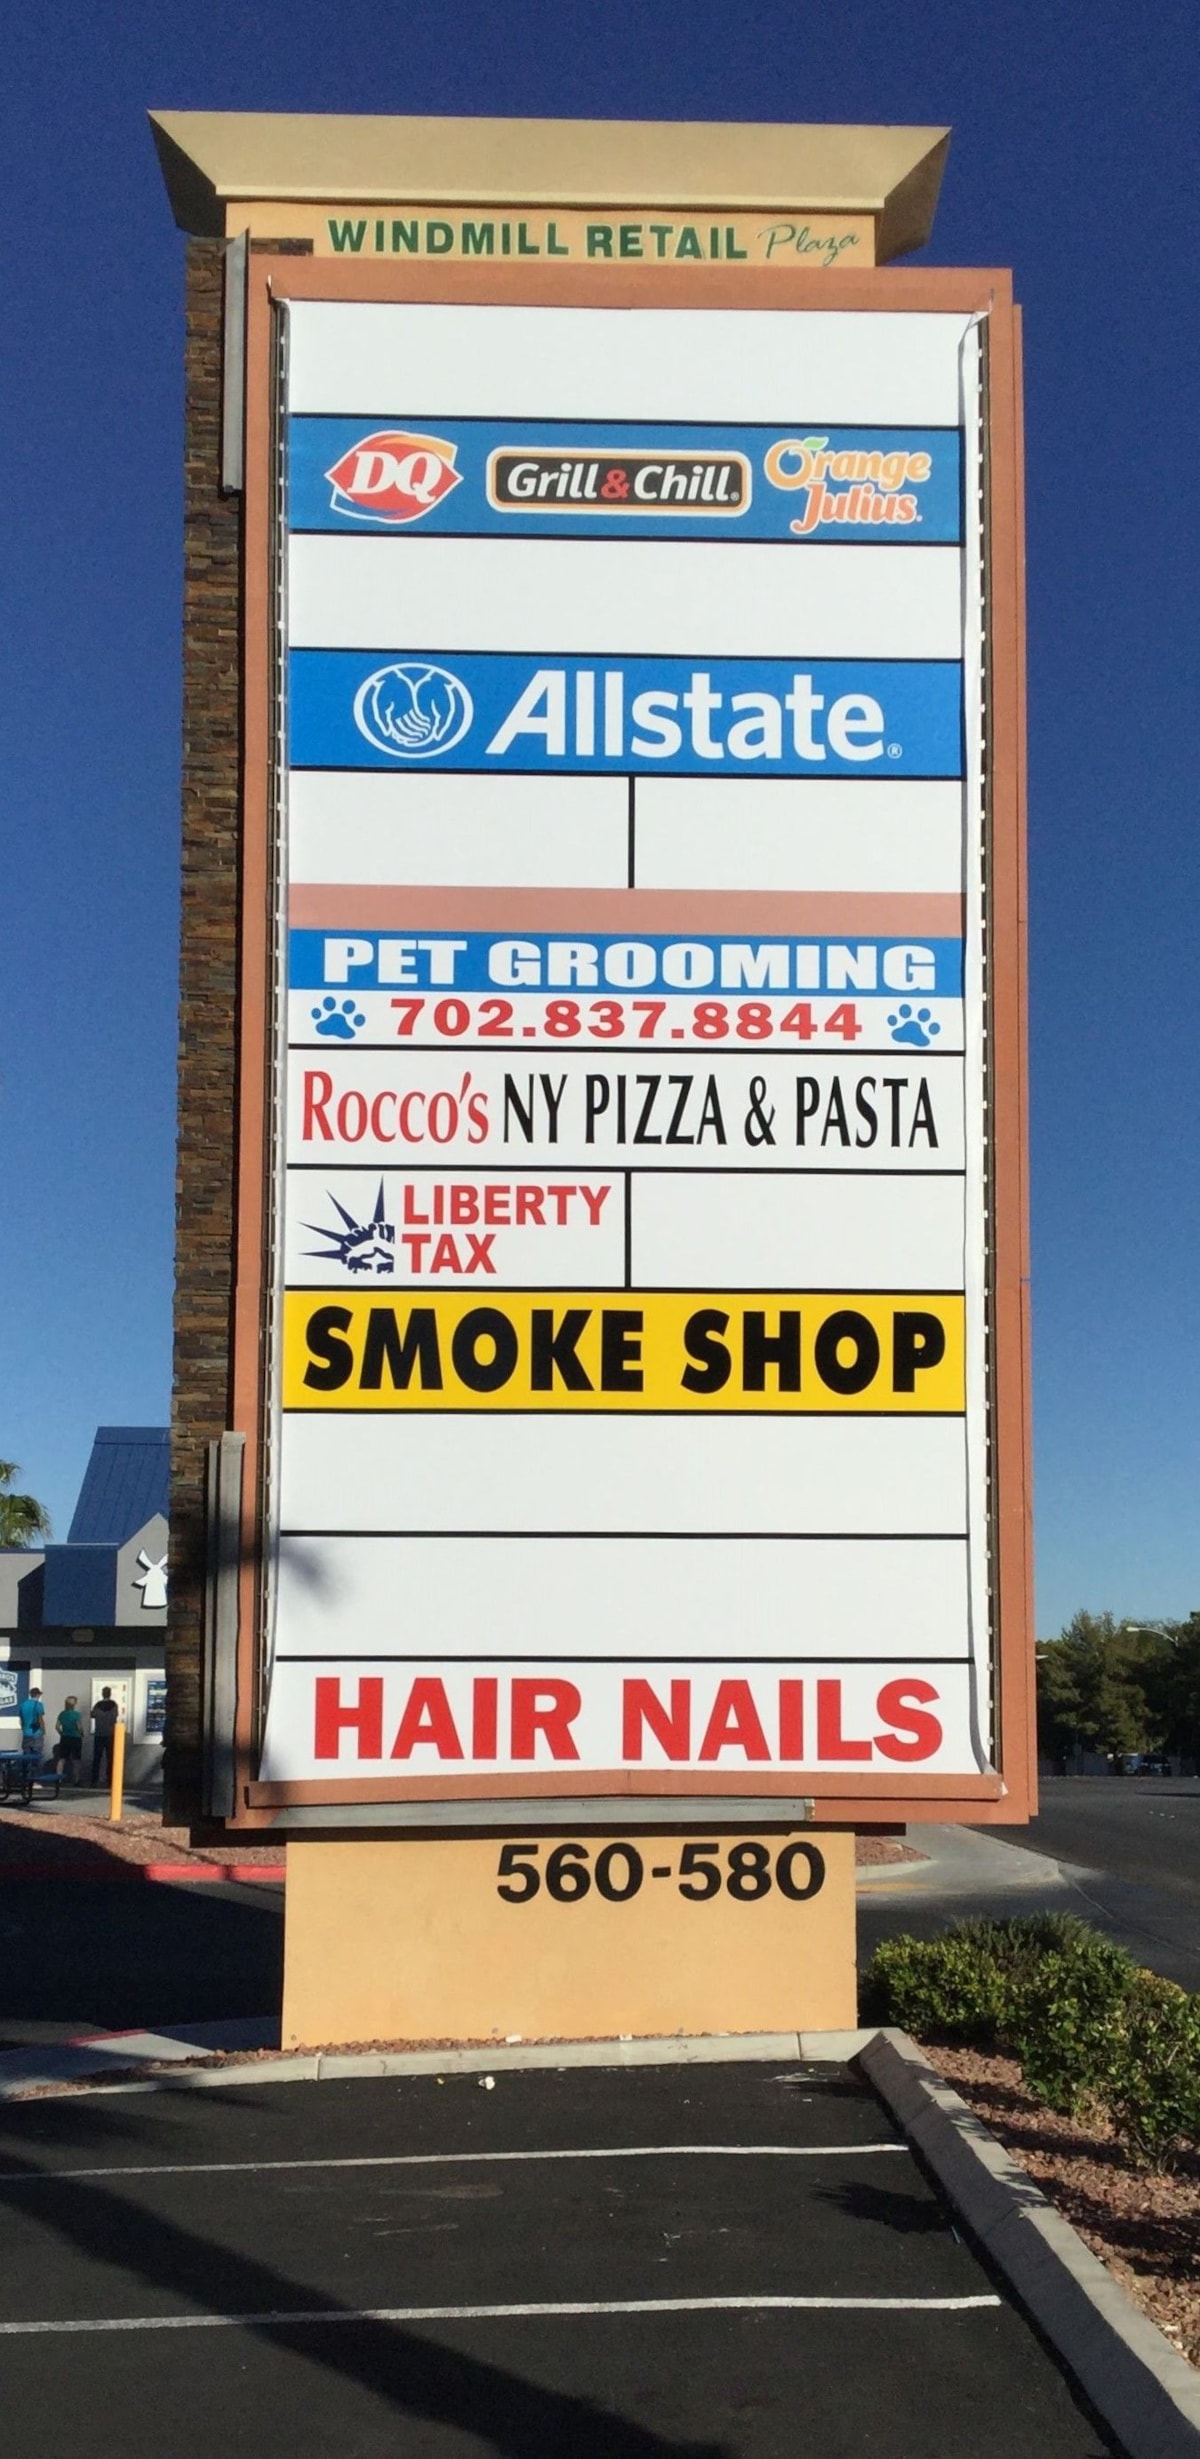 WINDMILL RETAIL Plaza
DQ Grill & Chill® Orange
Julius®
Allstate®
PET GROOMING
702.837.8844
Rocco's NY PIZZA & PASTA
LIBERTY
TAX
SMOKE SHOP
HAIR NAILS
560-580